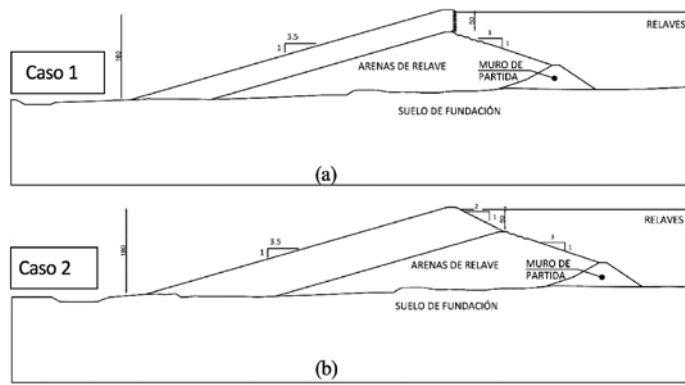 50
3
1
RELAVES
3.5
1
180
Caso 1
ARENAS DE RELAVE
MURO DE
PARTIDA
SUELO DE FUNDACIÓN
(a)
2
1
50
3
1
RELAVES
3.5
1
180
Caso 2
ARENAS DE RELAVE
MURO DE
PARTIDA
SUELO DE FUNDACIÓN
(b)